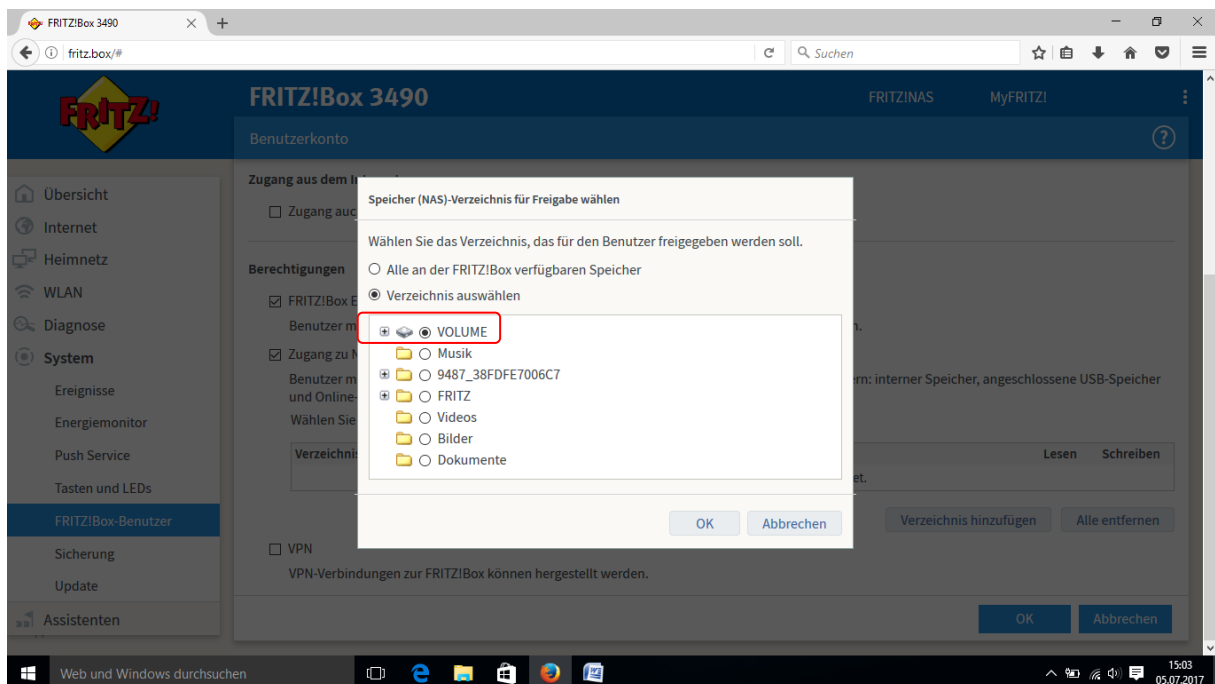 FRITZ!Box 3490
fritz.box/#
Suchen
FRITZ!
FRITZ!Box 3490
FRITZ!NAS
MyFRITZ!
Benutzerkonto
Übersicht
Internet
Heimnetz
WLAN
Diagnose
System
Ereignisse
Energiemonitor
Push Service
Tasten und LEDs
FRITZ!Box-Benutzer
Sicherung
Update
Assistenten
Zugang aus dem
Zugang auc
Berechtigungen
FRITZ!Box E
Benutzer m
n.
Zugang zu N
Benutzer m
ern: interner Speicher, angeschlossene USB-Speicher
und Online-
Wählen Sie
Verzeichnis
Lesen Schreiben
et.
Verzeichnis hinzufügen
Alle entfernen
VPN
VPN-Verbindungen zur FRITZ!Box können hergestellt werden.
OK
Abbrechen
Speicher (NAS)-Verzeichnis für Freigabe wählen
Wählen Sie das Verzeichnis, das für den Benutzer freigegeben werden soll.
Alle an der FRITZ!Box verfügbaren Speicher
Verzeichnis auswählen
VOLUME
Musik
9487_38FDFE7006C7
FRITZ
Videos
Bilder
Dokumente
OK
Abbrechen
Web und Windows durchsuchen
15:03
05.07.2017